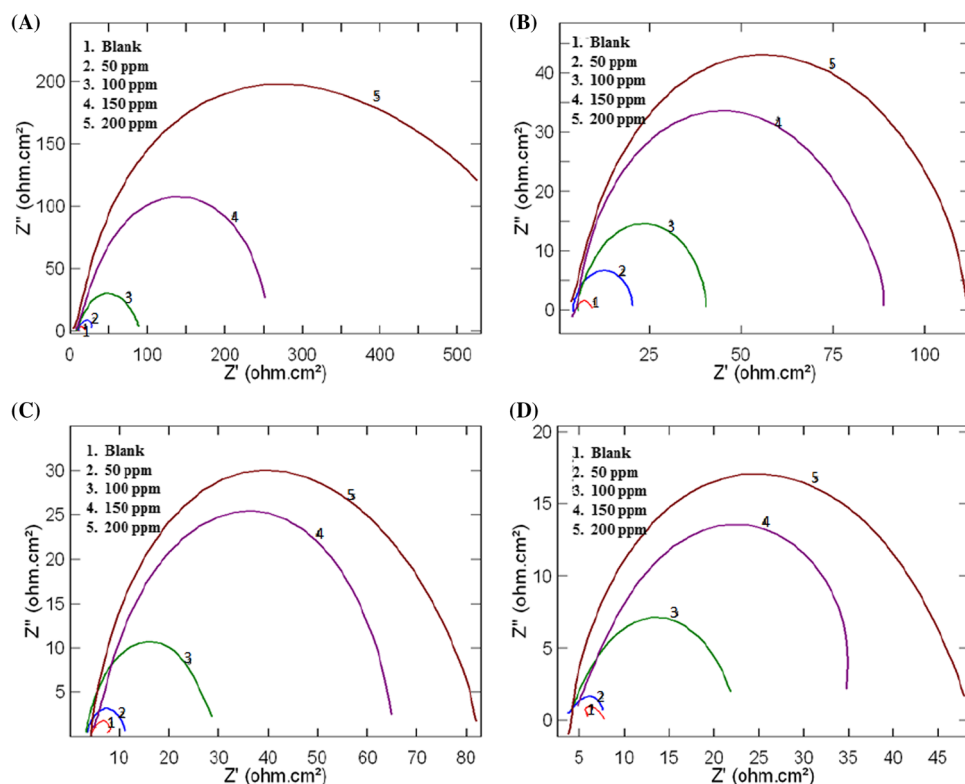 (A)
1. Blank
2. 50 ppm
3. 100 ppm
4. 150 ppm
5. 200 ppm
200
150
100
50
0
Z" (ohm.cm²)
5
4
3
2
1
0 100 200 300 400 500
Z' (ohm.cm²)
(B)
1. Blank
2. 50 ppm
3. 100 ppm
4. 150 ppm
5. 200 ppm
40
30
20
10
0
Z" (ohm.cm²)
5
4
3
2
1
25 50 75 100
Z' (ohm.cm²)
(C)
1. Blank
2. 50 ppm
3. 100 ppm
4. 150 ppm
5. 200 ppm
30
25
20
15
10
5
Z" (ohm.cm²)
5
4
3
2
1
10 20 30 40 50 60 70 80
Z' (ohm.cm²)
(D)
1. Blank
2. 50 ppm
3. 100 ppm
4. 150 ppm
5. 200 ppm
20
15
10
5
0
Z" (ohm.cm²)
5
4
3
2
1
5 10 15 20 25 30 35 40 45
Z' (ohm.cm²)